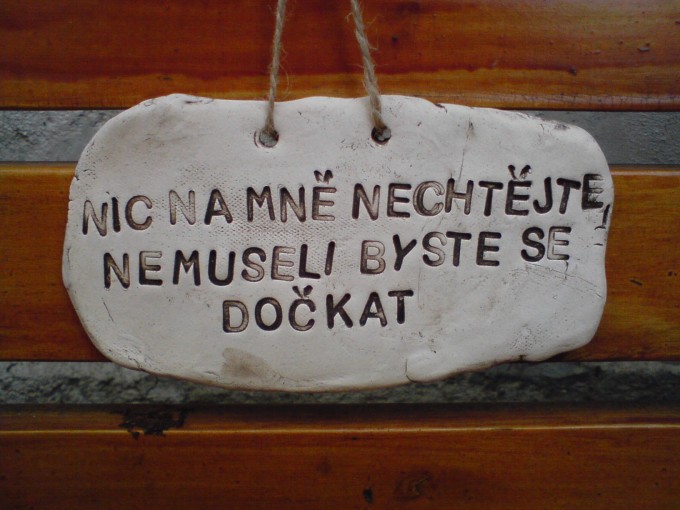 NIC NA MNĚ NECHTĚJTE,
NEMUSELI BYSTE SE
DOČKAT